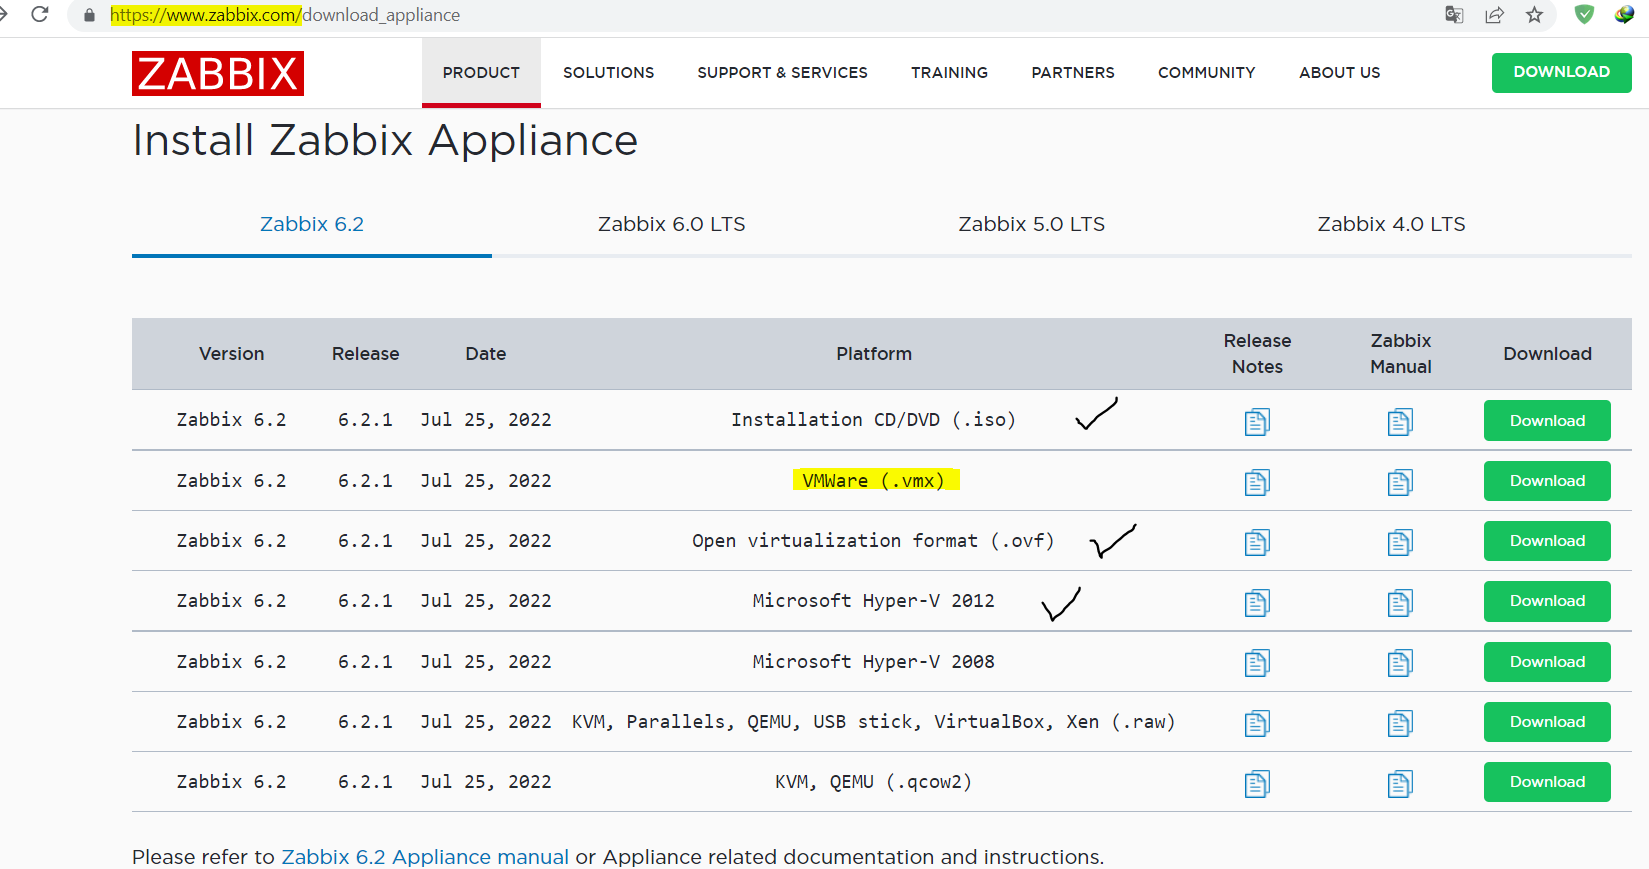 https://www.zabbix.com/download_appliance
ZABBIX
PRODUCT SOLUTIONS SUPPORT & SERVICES TRAINING PARTNERS COMMUNITY ABOUT US DOWNLOAD
Install Zabbix Appliance
Zabbix 6.2 Zabbix 6.0 LTS Zabbix 5.0 LTS Zabbix 4.0 LTS
Version Release Date Platform Release Notes Zabbix Manual Download
Zabbix 6.2 6.2.1 Jul 25, 2022 Installation CD/DVD (.iso) Download
Zabbix 6.2 6.2.1 Jul 25, 2022 VMWare (.vmx) Download
Zabbix 6.2 6.2.1 Jul 25, 2022 Open virtualization format (.ovf) Download
Zabbix 6.2 6.2.1 Jul 25, 2022 Microsoft Hyper-V 2012 Download
Zabbix 6.2 6.2.1 Jul 25, 2022 Microsoft Hyper-V 2008 Download
Zabbix 6.2 6.2.1 Jul 25, 2022 KVM, Parallels, QEMU, USB stick, VirtualBox, Xen (.raw) Download
Zabbix 6.2 6.2.1 Jul 25, 2022 KVM, QEMU (.qcow2) Download
Please refer to Zabbix 6.2 Appliance manual or Appliance related documentation and instructions.